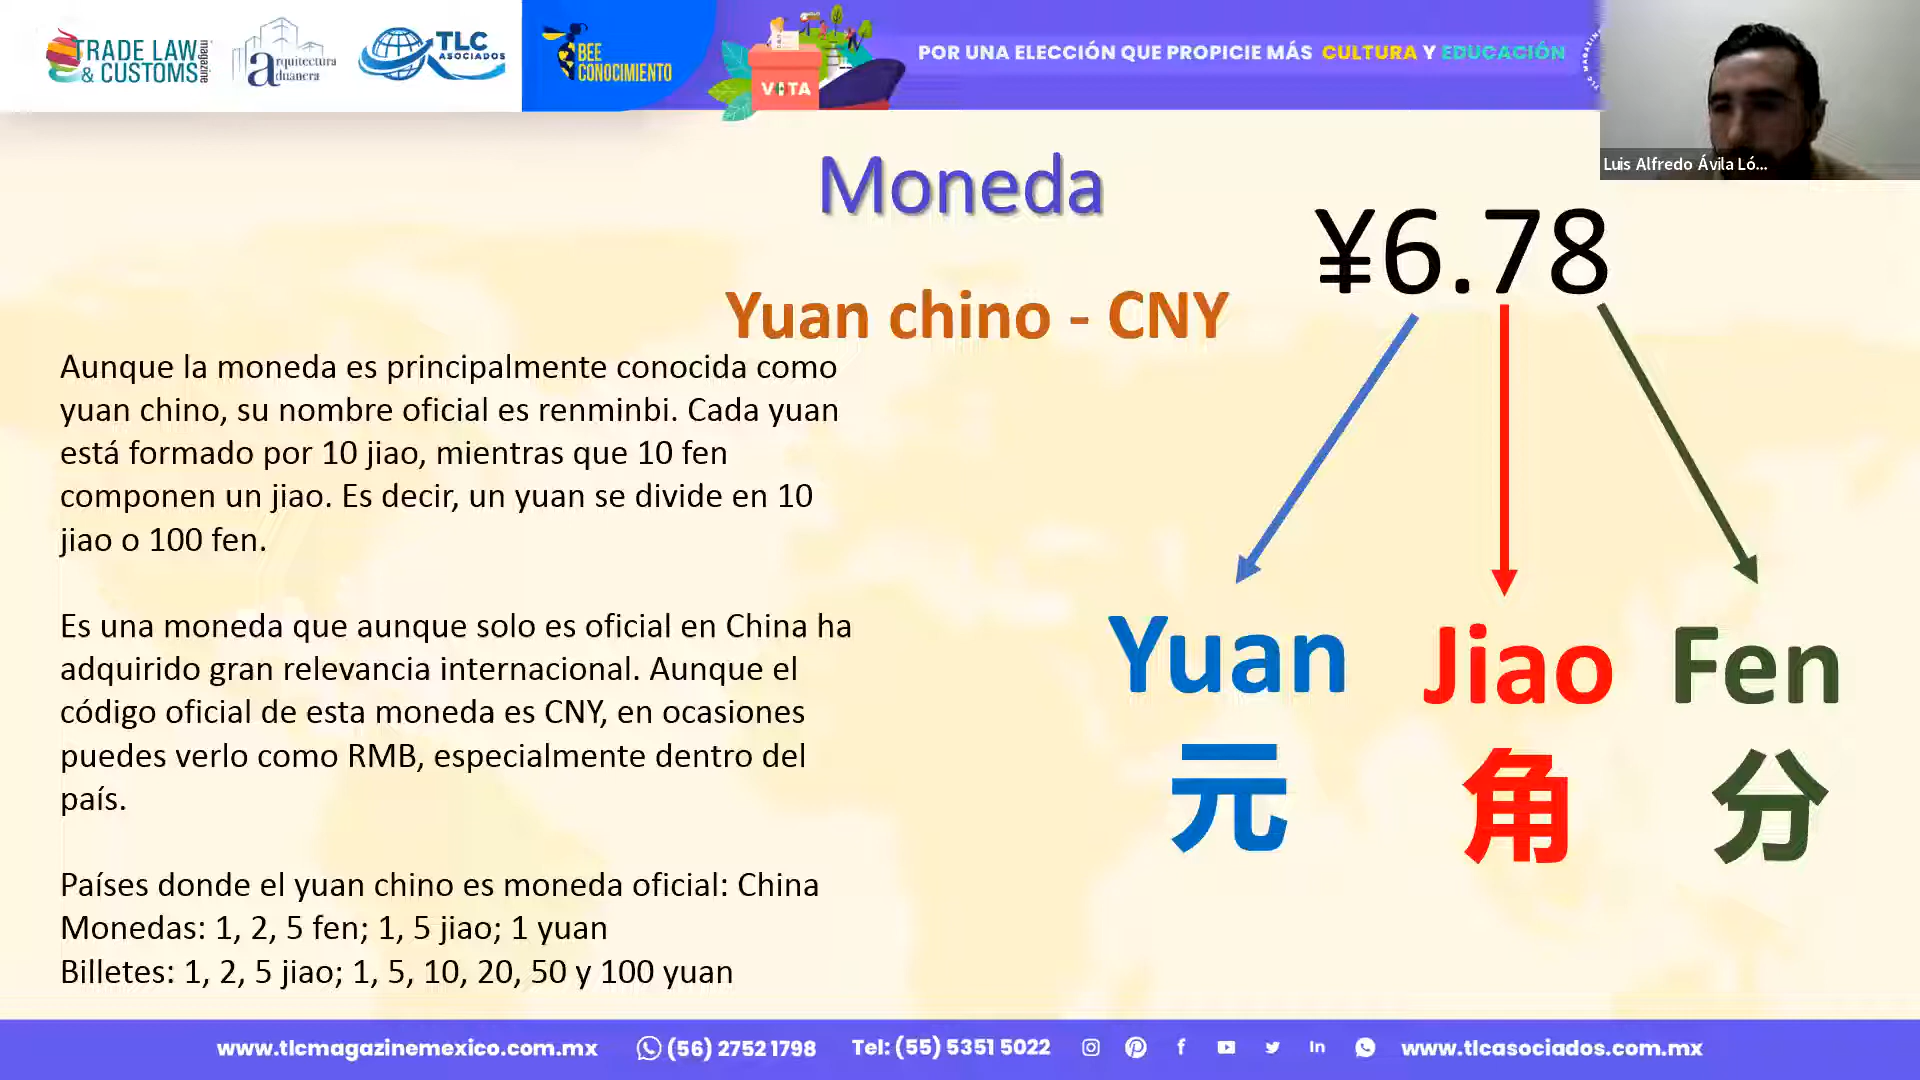 TRADE LAW
& CUSTOMS
magazine
arquitectura
aduanera
TLC
ASOCIADOS
BEE
CONOCIMIENTO
VOTA
POR UNA ELECCIÓN QUE PROPICIE MÁS CULTURA Y EDUCACIÓN
Luis Alfredo Ávila Ló...
Moneda
¥6.78
Yuan chino - CNY
Aunque la moneda es principalmente conocida como
yuan chino, su nombre oficial es renminbi. Cada yuan
está formado por 10 jiao, mientras que 10 fen
componen un jiao. Es decir, un yuan se divide en 10
jiao o 100 fen.
Es una moneda que aunque solo es oficial en China ha
adquirido gran relevancia internacional. Aunque el
código oficial de esta moneda es CNY, en ocasiones
puedes verlo como RMB, especialmente dentro del
país.
Países donde el yuan chino es moneda oficial: China
Monedas: 1, 2, 5 fen; 1, 5 jiao; 1 yuan
Billetes: 1, 2, 5 jiao; 1, 5, 10, 20, 50 y 100 yuan
Yuan Jiao Fen
元 角 分
www.tlcmagazinemexico.com.mx (56) 2752 1798 Tel: (55) 5351 5022 www.tlcasociados.com.mx